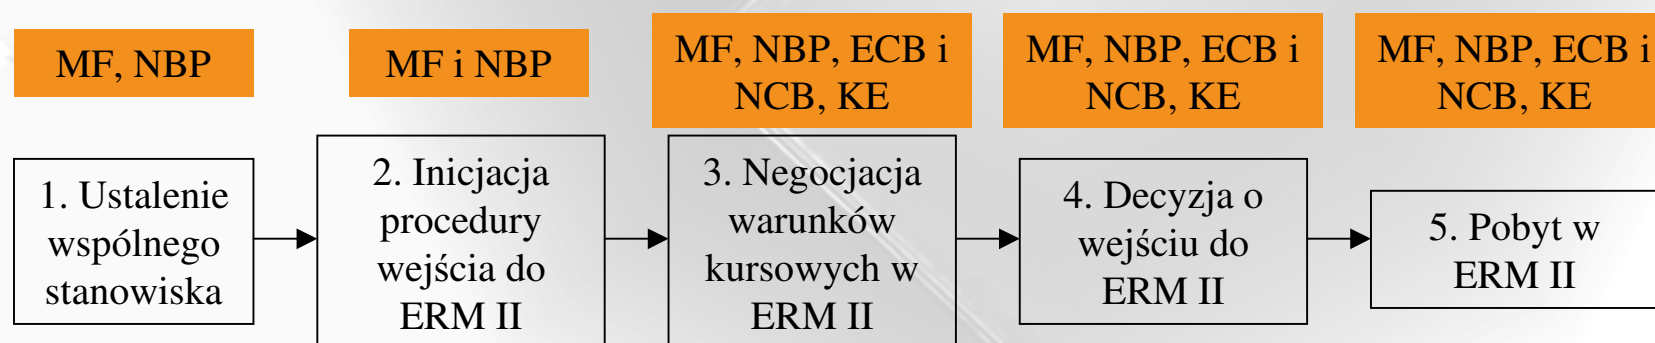 MF, NBP
MF i NBP
MF, NBP, ECB i
NCB, KE
MF, NBP, ECB i
NCB, KE
MF, NBP, ECB i
NCB, KE
1. Ustalenie
wspólnego
stanowiska
2. Inicjacja
procedury
wejścia do
ERM II
3. Negocjacja
warunków
kursowych w
ERM II
4. Decyzja o
wejściu do
ERM II
5. Pobyt w
ERM II